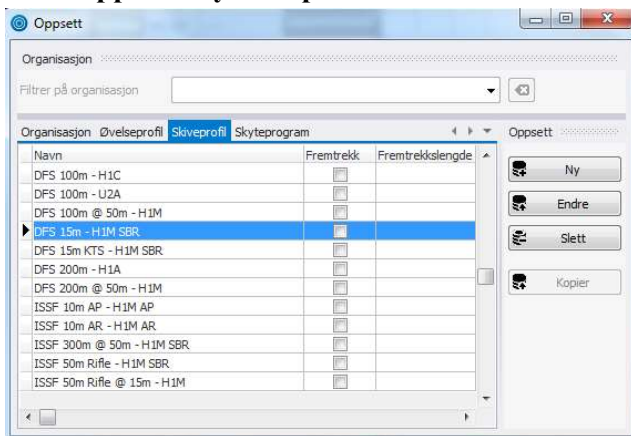 Oppsett
Organisasjon
Filtrer på organisasjon
Organisasjon Øvelseprofil Skiveprofil Skyteprogram
Oppsett
Navn Fremtrekk Fremtrekkslengde
DFS 100m - H1C
DFS 100m - U2A
DFS 100m @ 50m - H1M
DFS 15m - H1M SBR
DFS 15m KTS - H1M SBR
DFS 200m - H1A
DFS 200m @ 50m - H1M
ISSF 10m AP - H1M AP
ISSF 10m AR - H1M AR
ISSF 300m @ 50m - H1M SBR
ISSF 50m Rifle - H1M SBR
ISSF 50m Rifle @ 15m - H1M
Ny
Endre
Slett
Kopier